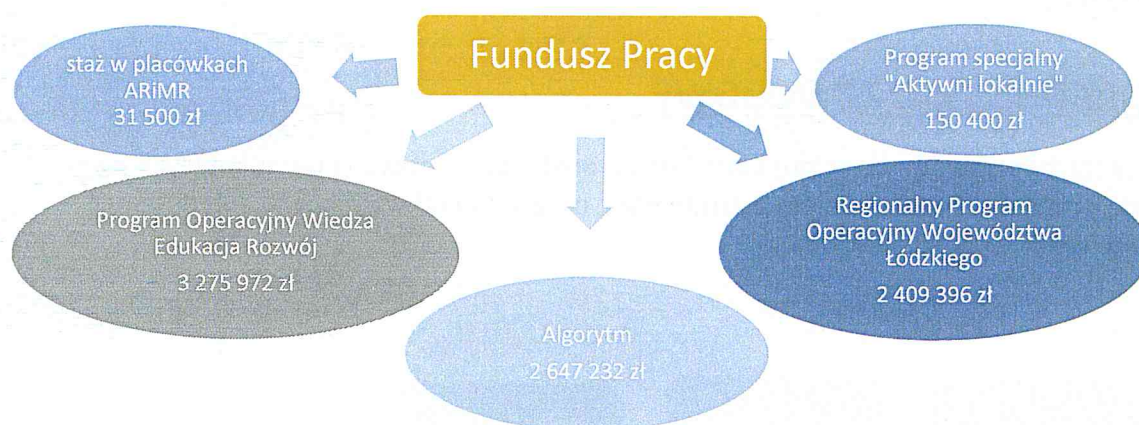 Fundusz Pracy
staż w placówkach
ARiMR
31 500 zł
Program specjalny
"Aktywni lokalnie"
150 400 zł
Program Operacyjny Wiedza
Edukacja Rozwój
3 275 972 zł
Regionalny Program
Operacyjny Województwa
Łódzkiego
2 409 396 zł
Algorytm
2 647 232 zł